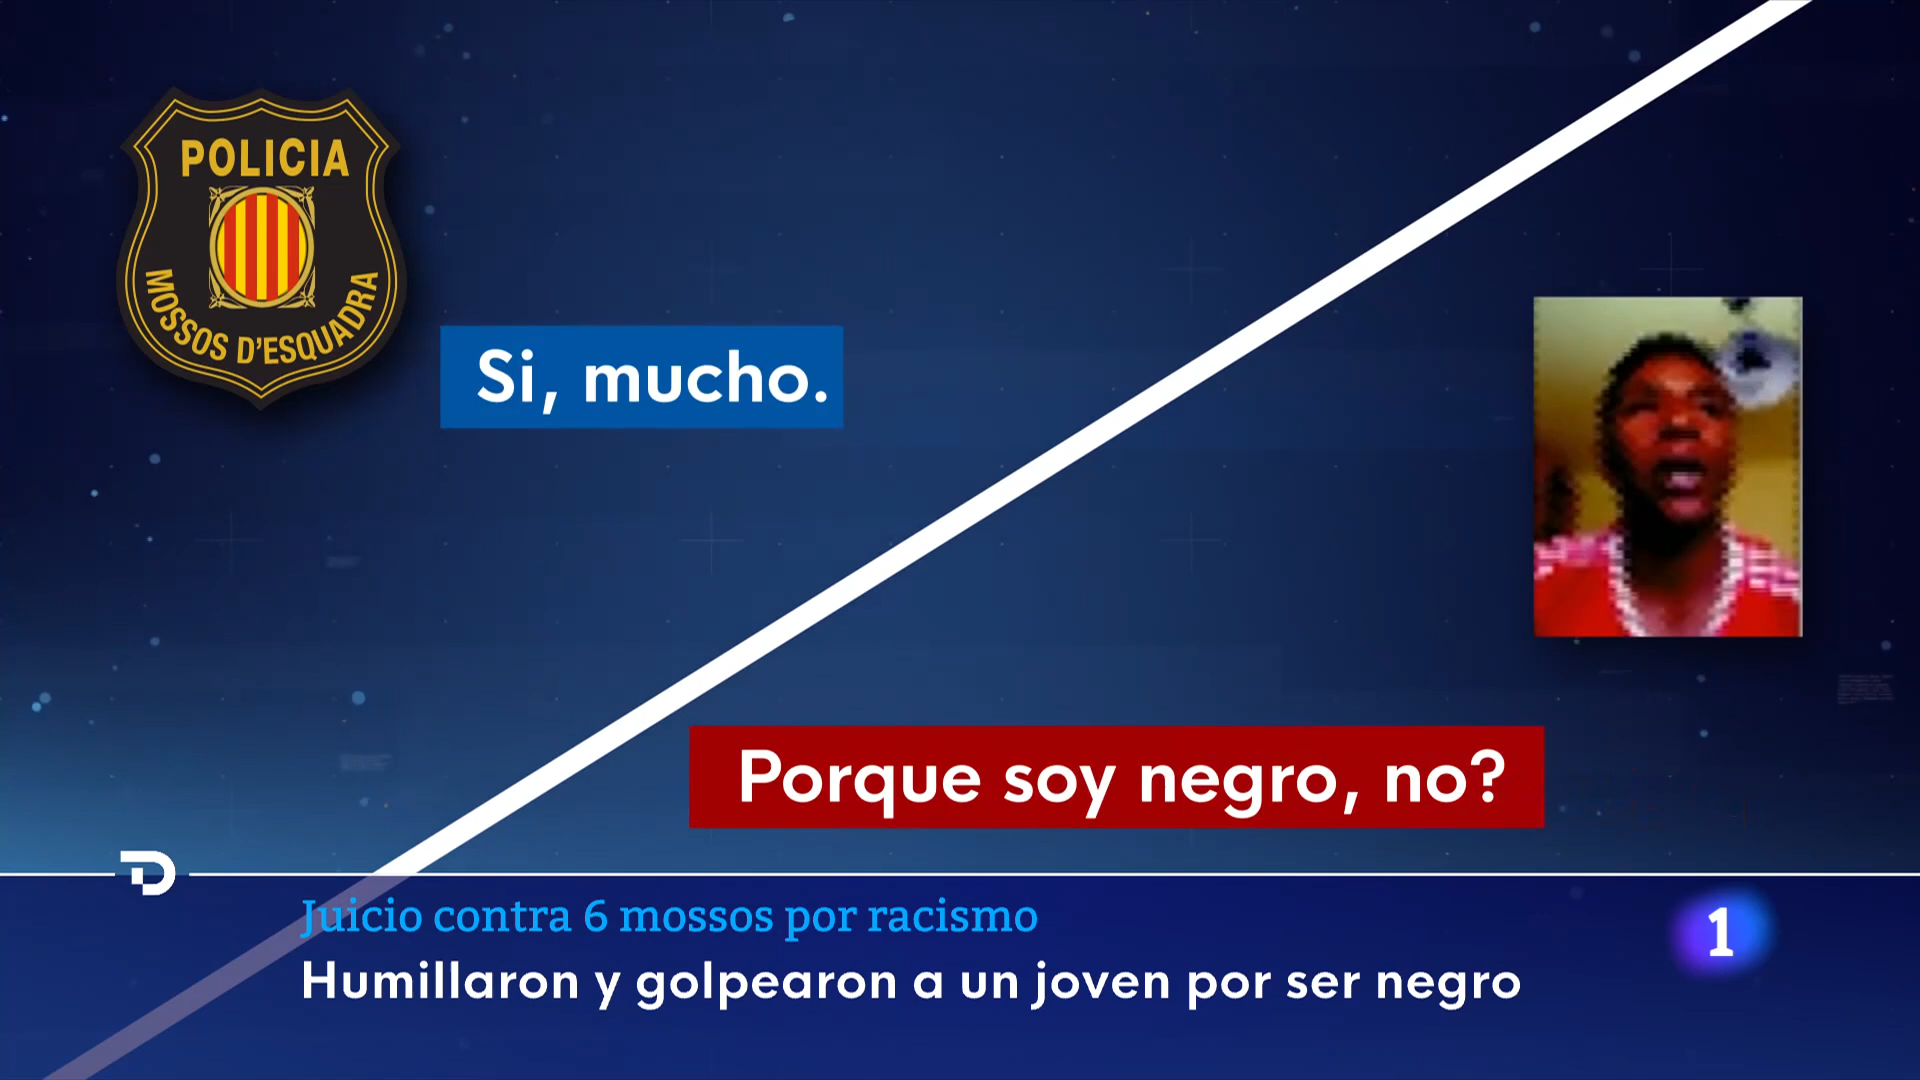 POLICIA
MOSSOS D'ESQUADRA
Si, mucho.
Porque soy negro, no?
Juicio contra 6 mossos por racismo
1
Humillaron y golpearon a un joven por ser negro